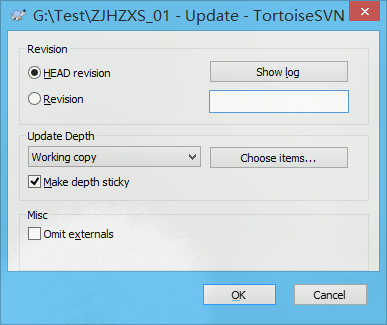 G:\Test\ZJHZXS_01 - Update - TortoiseSVN
Revision
HEAD revision
Show log
Revision
Update Depth
Working copy
Choose items...
Make depth sticky
Misc
Omit externals
OK
Cancel